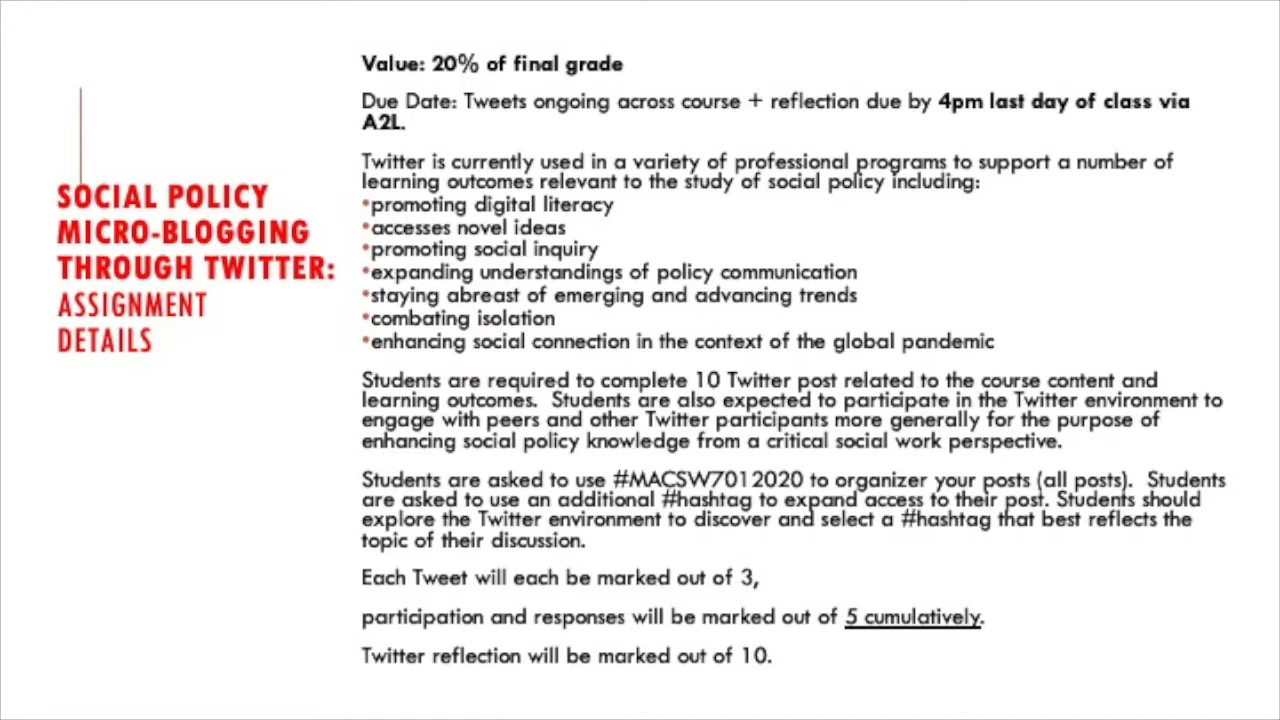 SOCIAL POLICY
MICRO-BLOGGING
THROUGH TWITTER:
ASSIGNMENT
DETAILS
Value: 20% of final grade
Due Date: Tweets ongoing across course + reflection due by 4pm last day of class via
A2L.
Twitter is currently used in a variety of professional programs to support a number of
learning outcomes relevant to the study of social policy including:
•promoting digital literacy
•accesses novel ideas
•promoting social inquiry
•expanding understandings of policy communication
•staying abreast of emerging and advancing trends
•combating isolation
•enhancing social connection in the context of the global pandemic
Students are required to complete 10 Twitter post related to the course content and
learning outcomes.  Students are also expected to participate in the Twitter environment to
engage with peers and other Twitter participants more generally for the purpose of
enhancing social policy knowledge from a critical social work perspective.
Students are asked to use #MACSW7012020 to organizer your posts (all posts).  Students
are asked to use an additional #hashtag to expand access to their post. Students should
explore the Twitter environment to discover and select a #hashtag that best reflects the
topic of their discussion.
Each Tweet will each be marked out of 3,
participation and responses will be marked out of 5 cumulatively.
Twitter reflection will be marked out of 10.